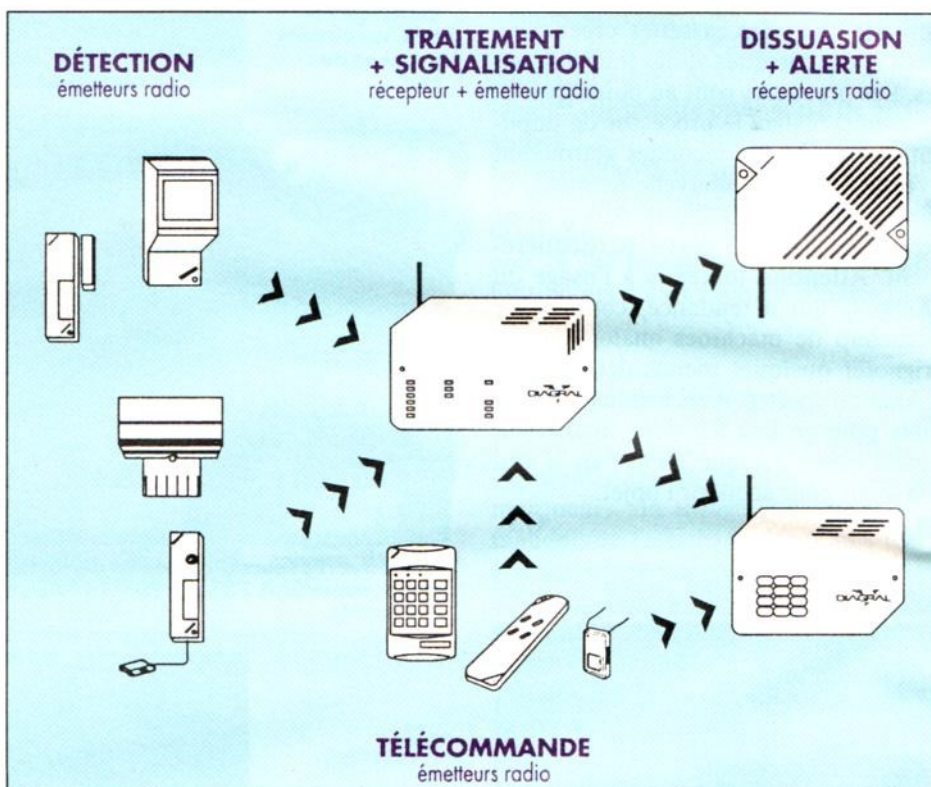 DÉTECTION
émetteurs radio
TRAITEMENT
+ SIGNALISATION
récepteur + émetteur radio
DISSUASION
+ ALERTE
récepteurs radio
DIAGRAL
DIAGRAL
TÉLÉCOMMANDE
émetteurs radio